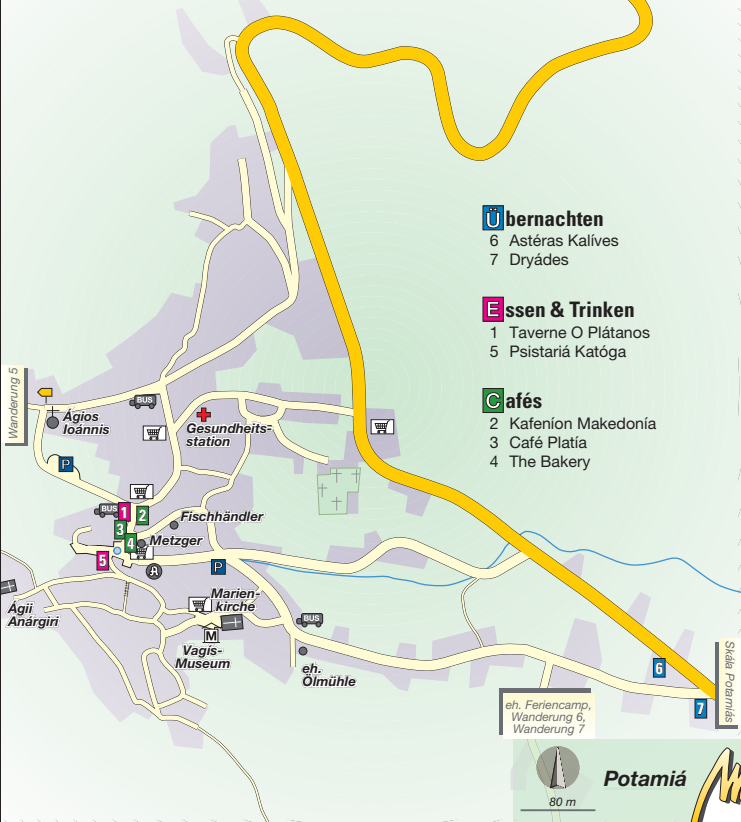 Übernachten
6 Astéras Kalíves
7 Dryádes
Essen & Trinken
1 Taverne O Plátanos
5 Psistariá Katóga
Cafés
2 Kafeníon Makedonía
3 Café Platía
4 The Bakery
Wanderung 5
BUS
Ágios
Ioánnis
Gesundheits-
station
P
BUS
1
2
3
4
5
Fischhändler
Metzger
P
Ágii
Anárgiri
Marien-
kirche
M
Vagís-
Museum
BUS
eh.
Ölmühle
6
7
Skála Potamiás
eh. Feriencamp,
Wanderung 6,
Wanderung 7
80 m
Potamiá